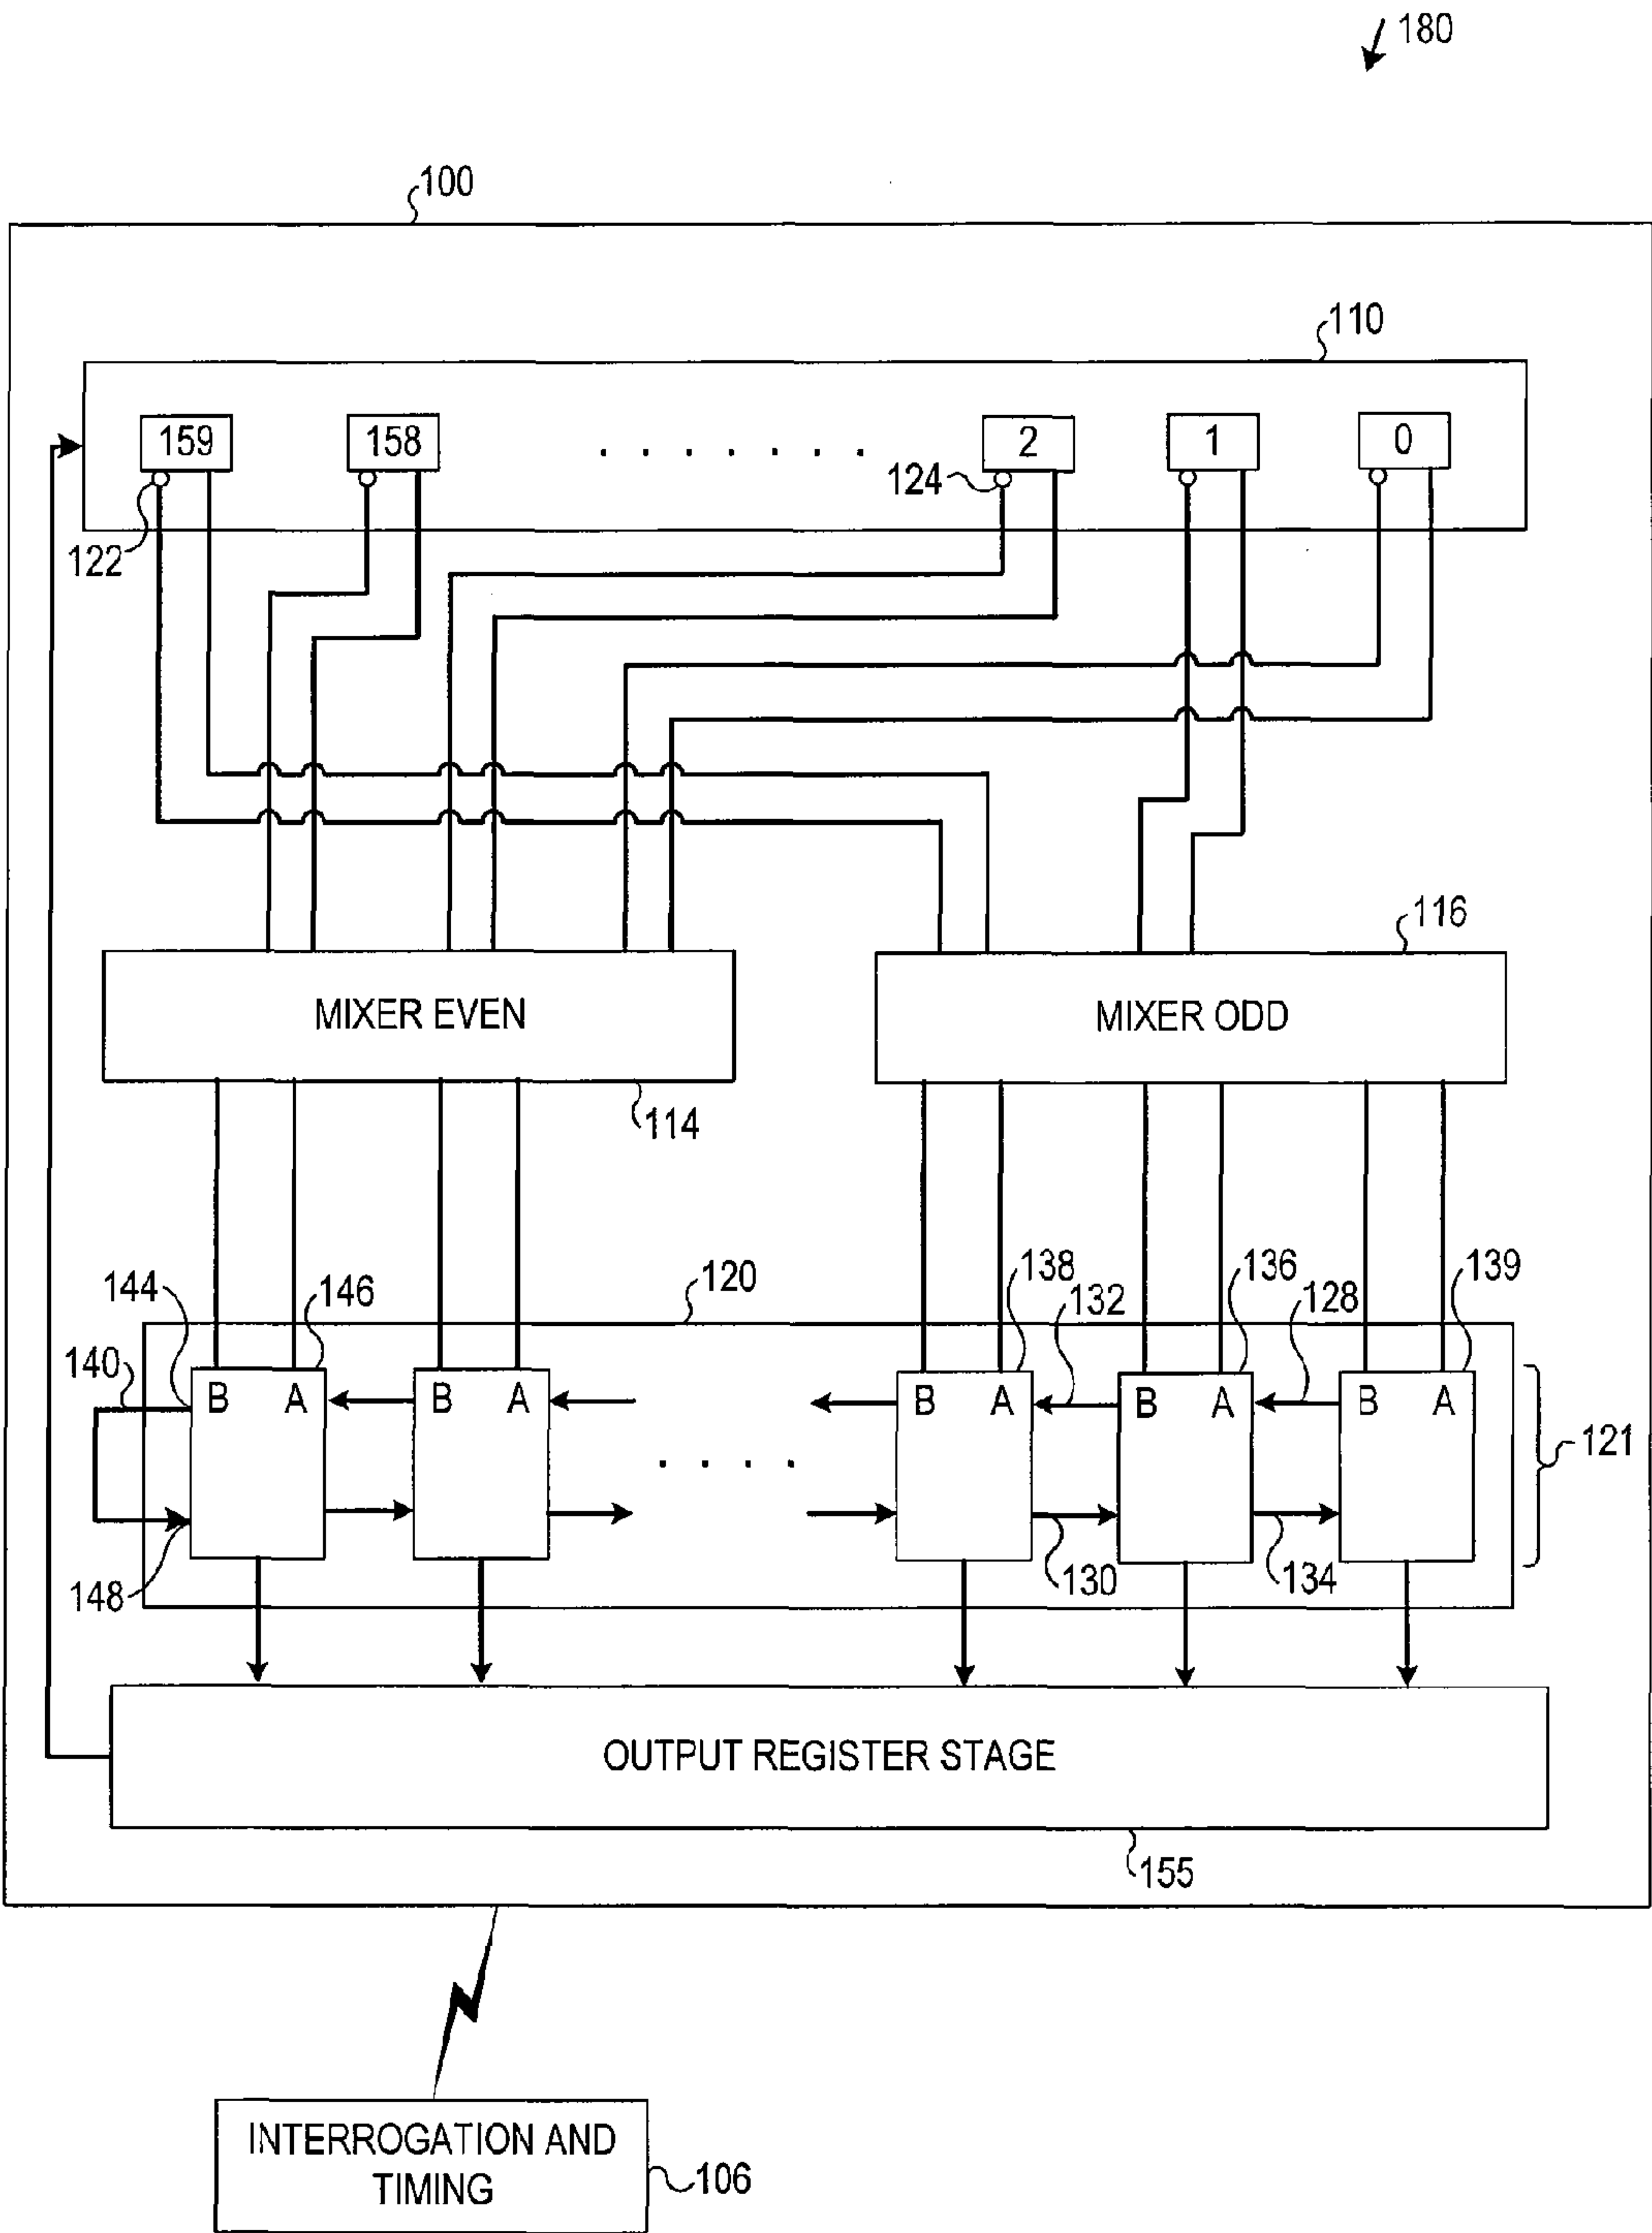 180
100
110
159 158 . . . . . . . 2 1 0
124
122
116
MIXER EVEN MIXER ODD
114
120 138 132 136 128 139
144 146
140
B A B A B A B A B A
121
. . . .
148 130 134
OUTPUT REGISTER STAGE
155
INTERROGATION AND
TIMING
106